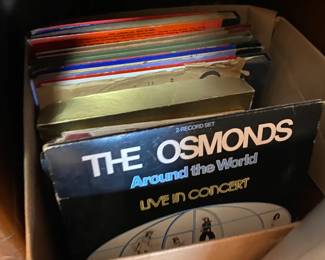 2-RECORD SET
THE OSMONDS
Around the World
LIVE IN CONCERT